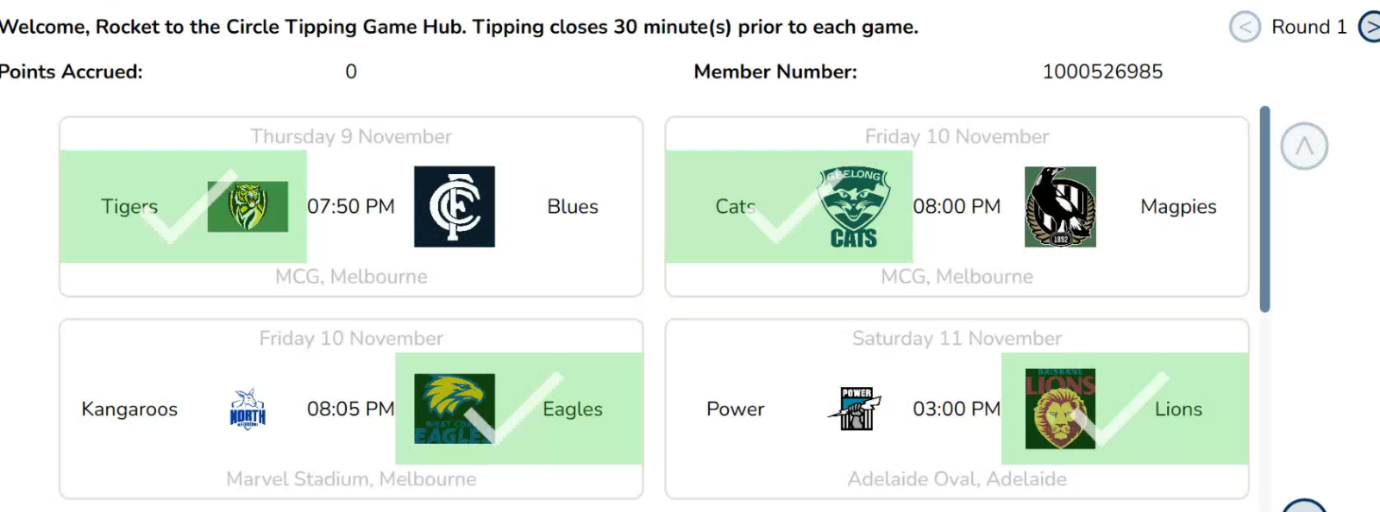 Welcome, Rocket to the Circle Tipping Game Hub. Tipping closes 30 minute(s) prior to each game.
< Round 1 >
Points Accrued: 0 Member Number: 1000526985
Thursday 9 November
Tigers 07:50 PM Blues
MCG, Melbourne
Friday 10 November
Cats GEELONG CATS 08:00 PM 1892 Magpies
MCG, Melbourne
Friday 10 November
Kangaroos NORTH 08:05 PM WEST COAST EAGLES Eagles
Marvel Stadium, Melbourne
Saturday 11 November
Power POWER 03:00 PM BRISBANE LIONS Lions
Adelaide Oval, Adelaide